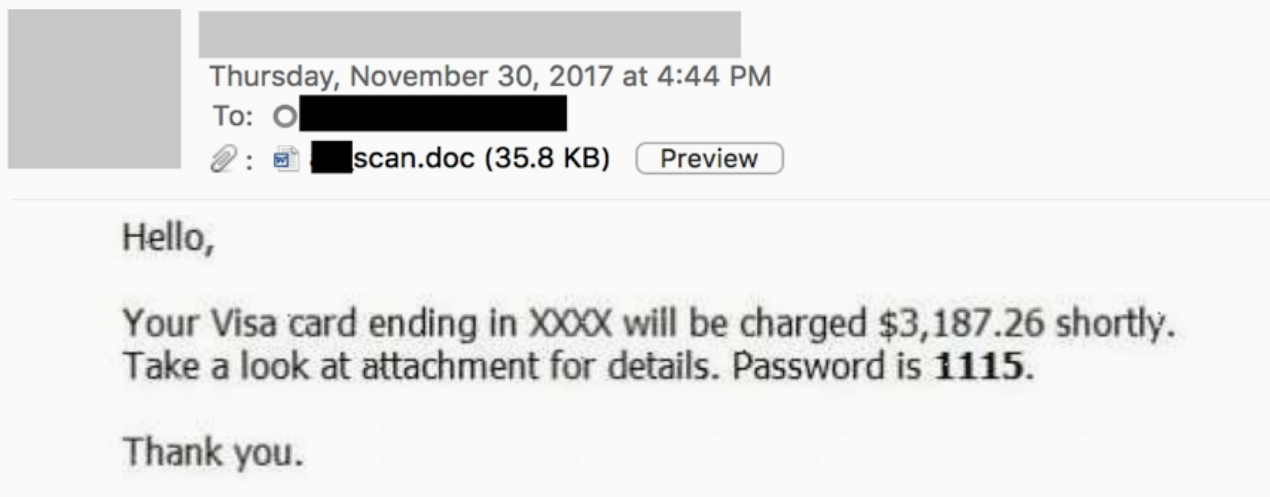 Thursday, November 30, 2017 at 4:44 PM
To:
: scan.doc (35.8 KB) Preview
Hello,
Your Visa card ending in XXXX will be charged $3,187.26 shortly.
Take a look at attachment for details. Password is 1115.
Thank you.